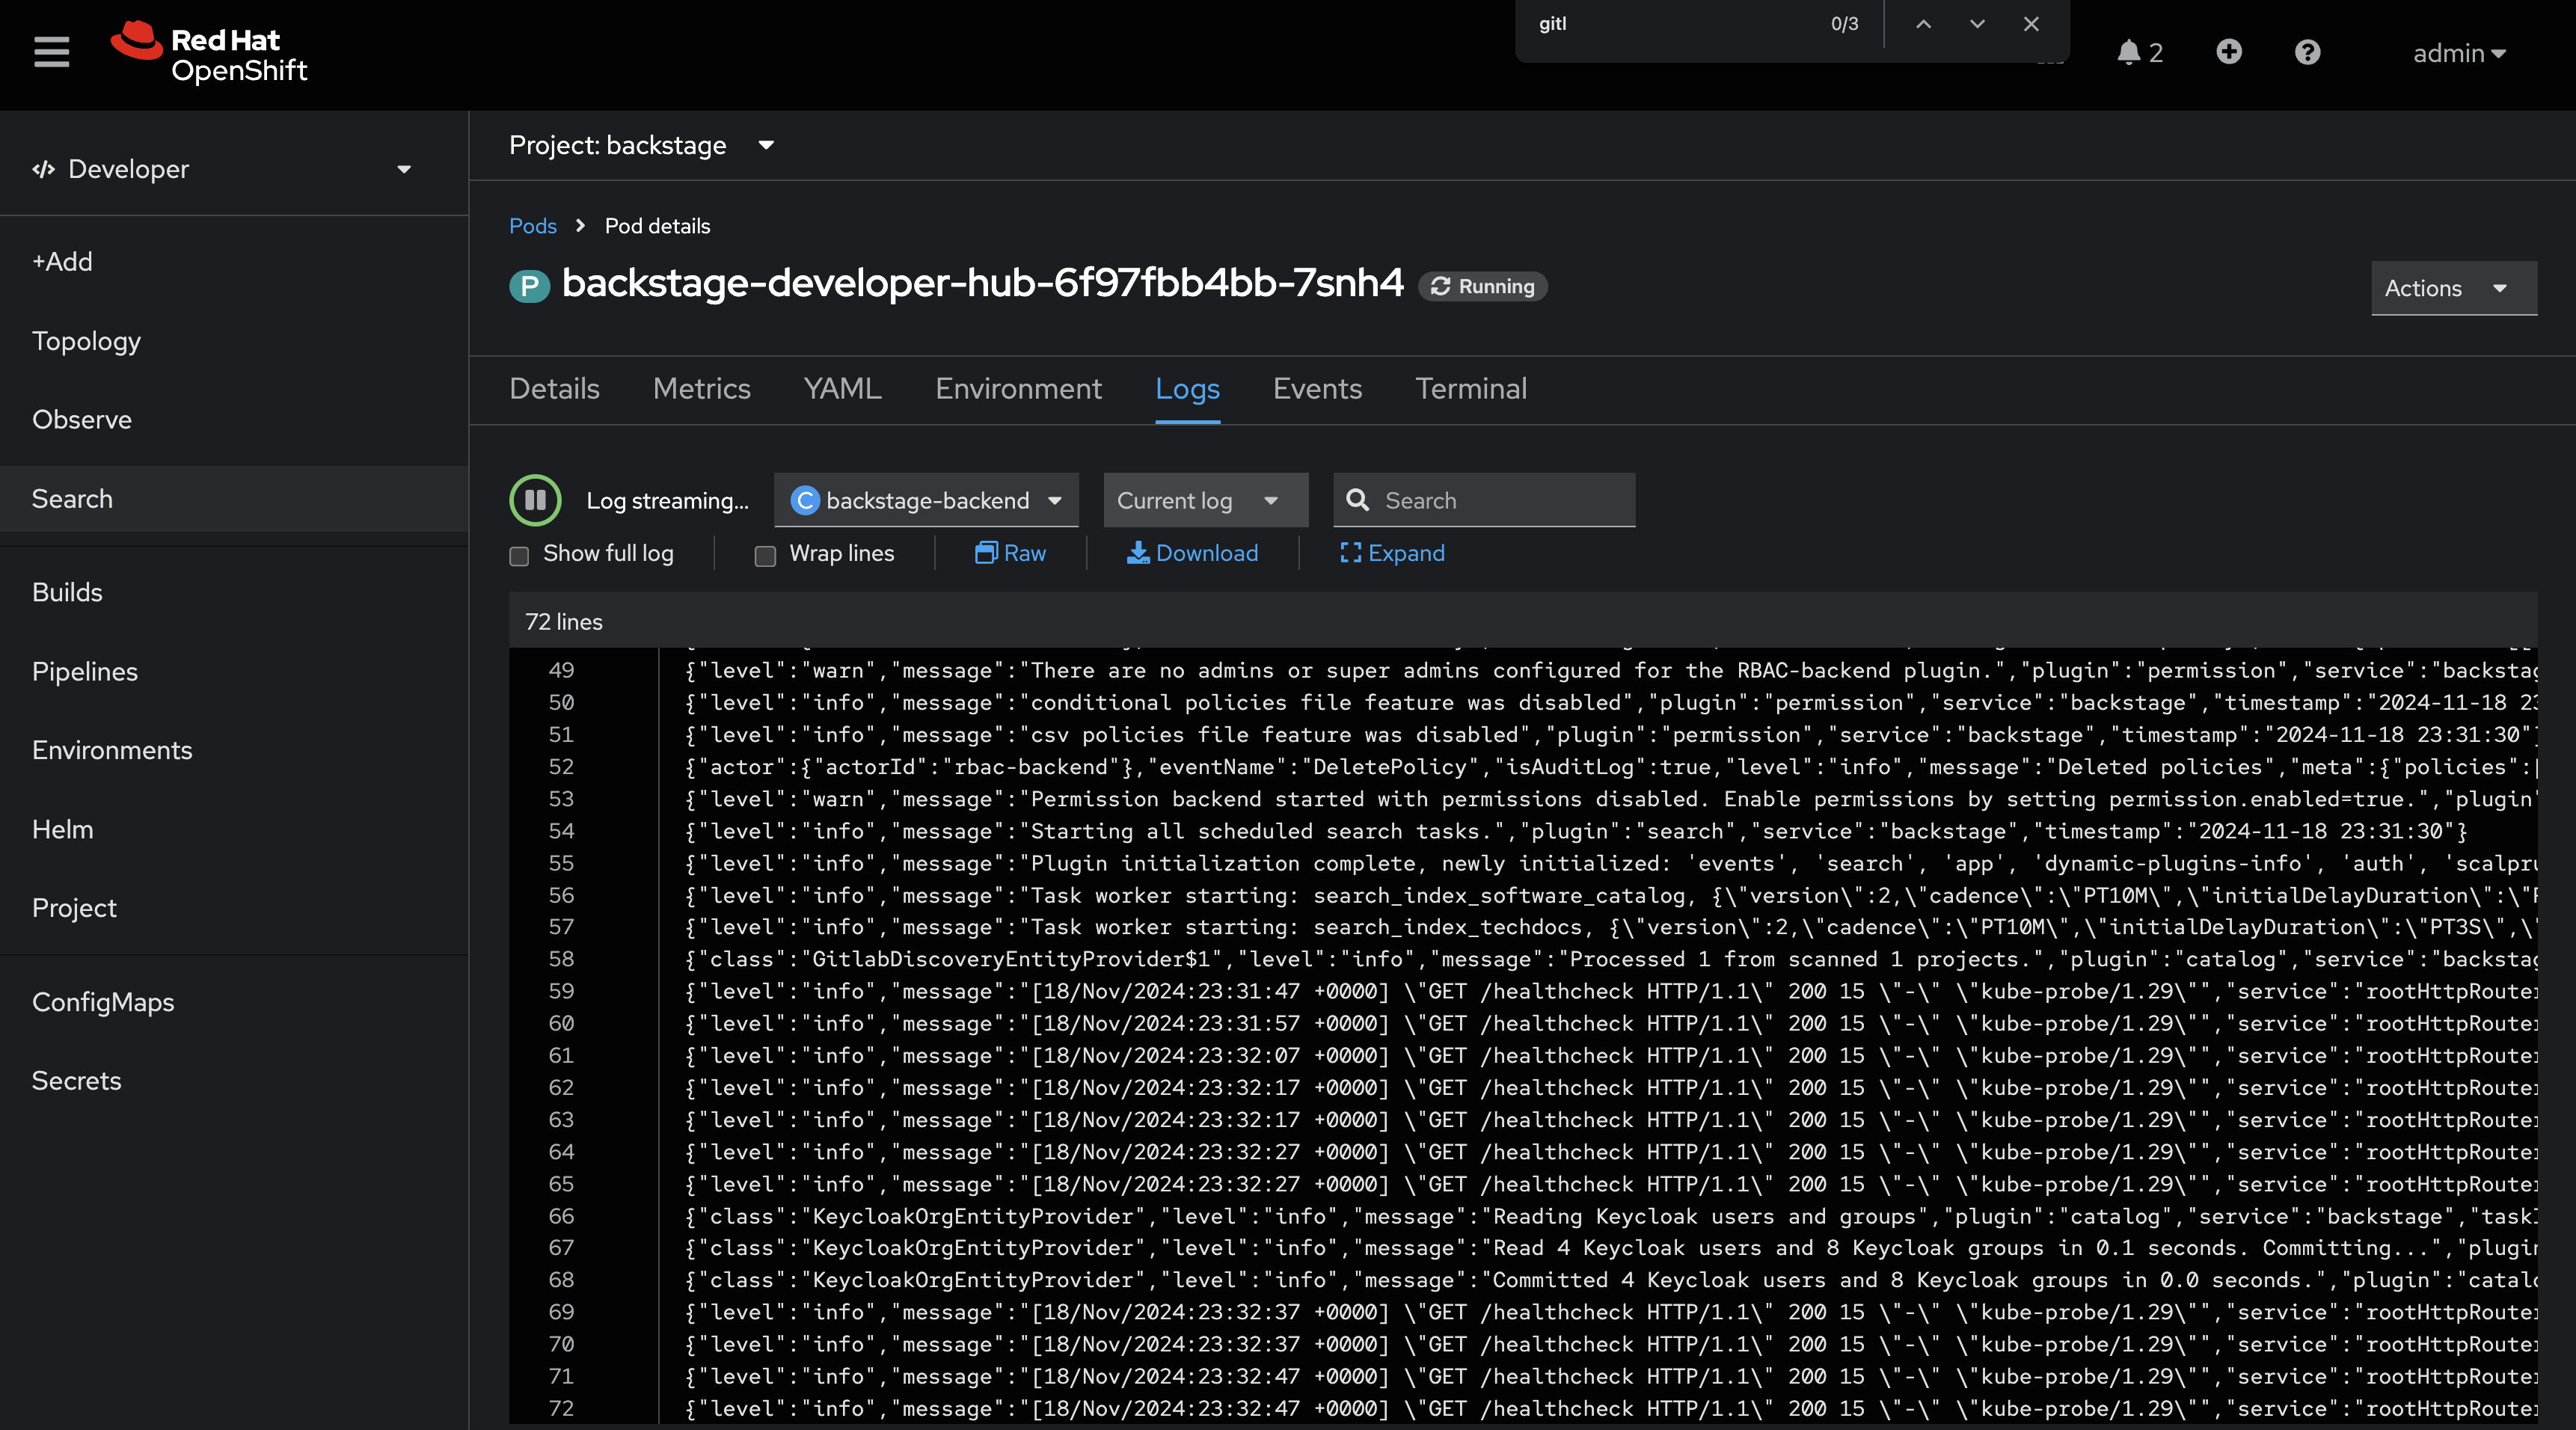 Red Hat
OpenShift
gitl 0/3
2
admin
Developer
+Add
Topology
Observe
Search
Builds
Pipelines
Environments
Helm
Project
ConfigMaps
Secrets
Project: backstage
Pods Pod details
P backstage-developer-hub-6f97fbb4bb-7snh4 Running
Actions
Details Metrics YAML Environment Logs Events Terminal
Log streaming... C backstage-backend Current log Search
Show full log Wrap lines Raw Download Expand
72 lines
49 {"level":"warn","message":"There are no admins or super admins configured for the RBAC-backend plugin.","plugin":"permission","service":"backstag
50 {"level":"info","message":"conditional policies file feature was disabled","plugin":"permission","service":"backstage","timestamp":"2024-11-18 23
51 {"level":"info","message":"csv policies file feature was disabled","plugin":"permission","service":"backstage","timestamp":"2024-11-18 23:31:30"}
52 {"actor":{"actorId":"rbac-backend"},"eventName":"DeletePolicy","isAuditLog":true,"level":"info","message":"Deleted policies","meta":{"policies":[
53 {"level":"warn","message":"Permission backend started with permissions disabled. Enable permissions by setting permission.enabled=true.","plugin"
54 {"level":"info","message":"Starting all scheduled search tasks.","plugin":"search","service":"backstage","timestamp":"2024-11-18 23:31:30"}
55 {"level":"info","message":"Plugin initialization complete, newly initialized: 'events', 'search', 'app', 'dynamic-plugins-info', 'auth', 'scalpru
56 {"level":"info","message":"Task worker starting: search_index_software_catalog, {\"version\":2,\"cadence\":\"PT10M\",\"initialDelayDuration\":\"P
57 {"level":"info","message":"Task worker starting: search_index_techdocs, {\"version\":2,\"cadence\":\"PT10M\",\"initialDelayDuration\":\"PT3S\",\"
58 {"class":"GitlabDiscoveryEntityProvider$1","level":"info","message":"Processed 1 from scanned 1 projects.","plugin":"catalog","service":"backstag
59 {"level":"info","message":"[18/Nov/2024:23:31:47 +0000] \"GET /healthcheck HTTP/1.1\" 200 15 \"-\" \"kube-probe/1.29\"","service":"rootHttpRouter
60 {"level":"info","message":"[18/Nov/2024:23:31:57 +0000] \"GET /healthcheck HTTP/1.1\" 200 15 \"-\" \"kube-probe/1.29\"","service":"rootHttpRouter
61 {"level":"info","message":"[18/Nov/2024:23:32:07 +0000] \"GET /healthcheck HTTP/1.1\" 200 15 \"-\" \"kube-probe/1.29\"","service":"rootHttpRouter
62 {"level":"info","message":"[18/Nov/2024:23:32:17 +0000] \"GET /healthcheck HTTP/1.1\" 200 15 \"-\" \"kube-probe/1.29\"","service":"rootHttpRouter
63 {"level":"info","message":"[18/Nov/2024:23:32:17 +0000] \"GET /healthcheck HTTP/1.1\" 200 15 \"-\" \"kube-probe/1.29\"","service":"rootHttpRouter
64 {"level":"info","message":"[18/Nov/2024:23:32:27 +0000] \"GET /healthcheck HTTP/1.1\" 200 15 \"-\" \"kube-probe/1.29\"","service":"rootHttpRouter
65 {"level":"info","message":"[18/Nov/2024:23:32:27 +0000] \"GET /healthcheck HTTP/1.1\" 200 15 \"-\" \"kube-probe/1.29\"","service":"rootHttpRouter
66 {"class":"KeycloakOrgEntityProvider","level":"info","message":"Reading Keycloak users and groups","plugin":"catalog","service":"backstage","taskI
67 {"class":"KeycloakOrgEntityProvider","level":"info","message":"Read 4 Keycloak users and 8 Keycloak groups in 0.1 seconds. Committing...","plugin
68 {"class":"KeycloakOrgEntityProvider","level":"info","message":"Committed 4 Keycloak users and 8 Keycloak groups in 0.0 seconds.","plugin":"catalo
69 {"level":"info","message":"[18/Nov/2024:23:32:37 +0000] \"GET /healthcheck HTTP/1.1\" 200 15 \"-\" \"kube-probe/1.29\"","service":"rootHttpRouter
70 {"level":"info","message":"[18/Nov/2024:23:32:37 +0000] \"GET /healthcheck HTTP/1.1\" 200 15 \"-\" \"kube-probe/1.29\"","service":"rootHttpRouter
71 {"level":"info","message":"[18/Nov/2024:23:32:47 +0000] \"GET /healthcheck HTTP/1.1\" 200 15 \"-\" \"kube-probe/1.29\"","service":"rootHttpRouter
72 {"level":"info","message":"[18/Nov/2024:23:32:47 +0000] \"GET /healthcheck HTTP/1.1\" 200 15 \"-\" \"kube-probe/1.29\"","service":"rootHttpRouter